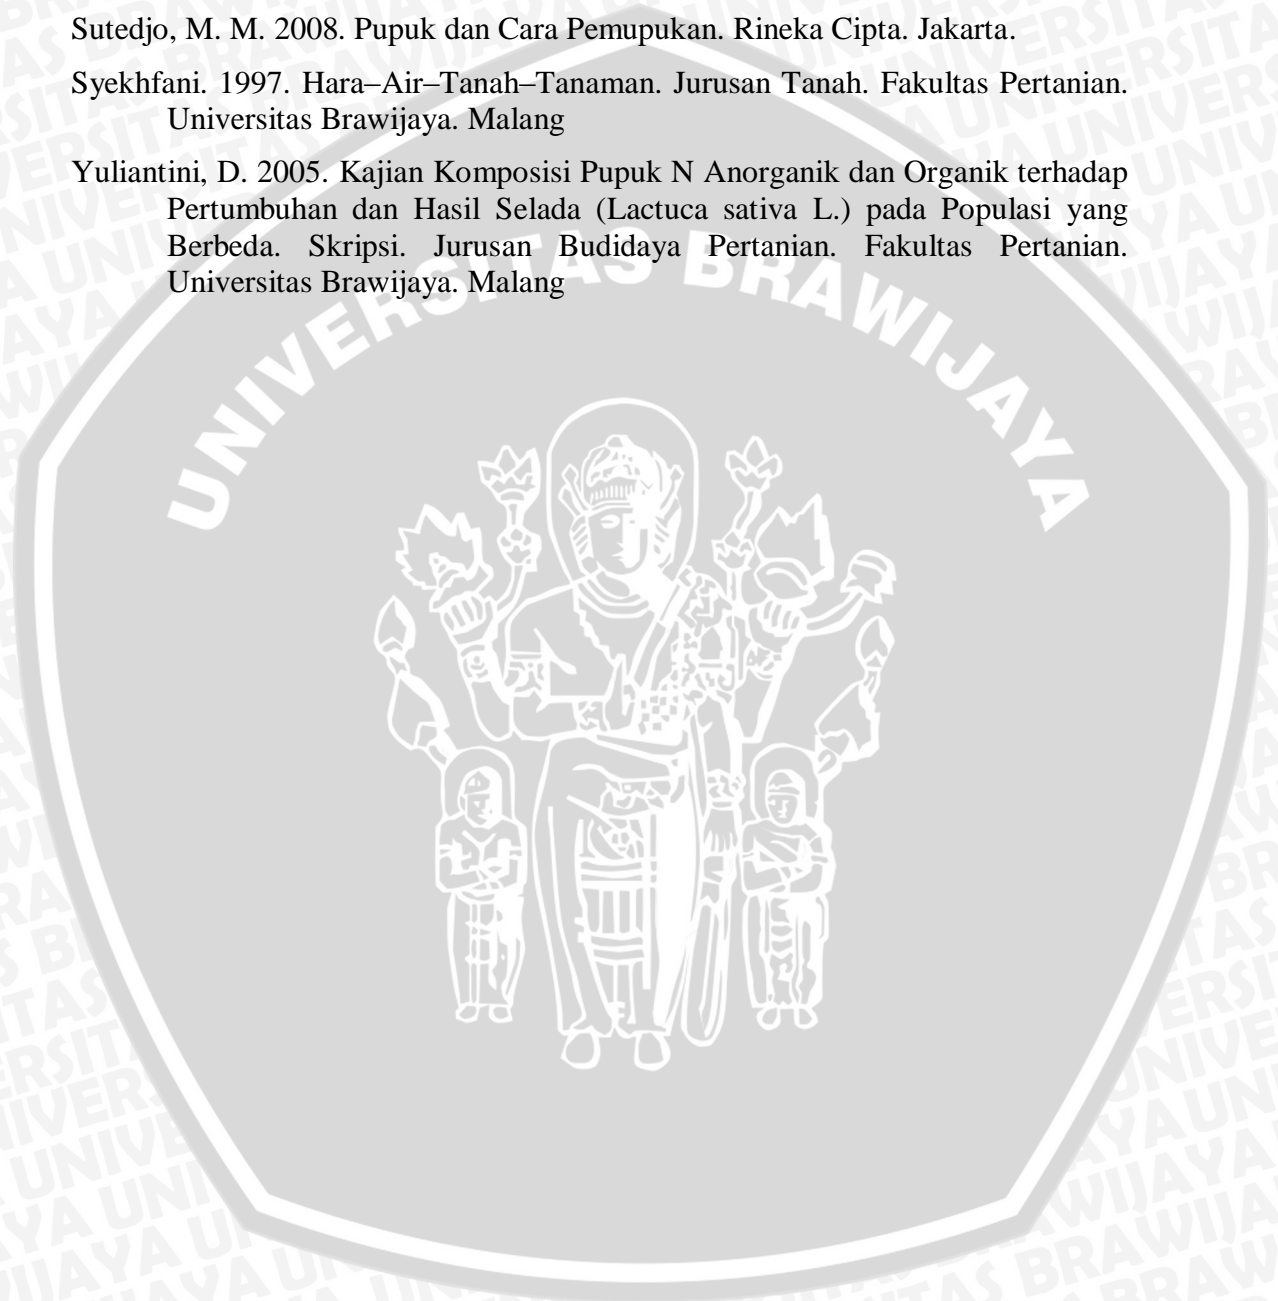 Sutedjo, M. M. 2008. Pupuk dan Cara Pemupukan. Rineka Cipta. Jakarta.
Syekhfani. 1997. Hara–Air–Tanah–Tanaman. Jurusan Tanah. Fakultas Pertanian.
Universitas Brawijaya. Malang
Yuliantini, D. 2005. Kajian Komposisi Pupuk N Anorganik dan Organik terhadap
Pertumbuhan dan Hasil Selada (Lactuca sativa L.) pada Populasi yang
Berbeda. Skripsi. Jurusan Budidaya Pertanian. Fakultas Pertanian.
Universitas Brawijaya. Malang
UNIVERSITAS BRAWIJAYA